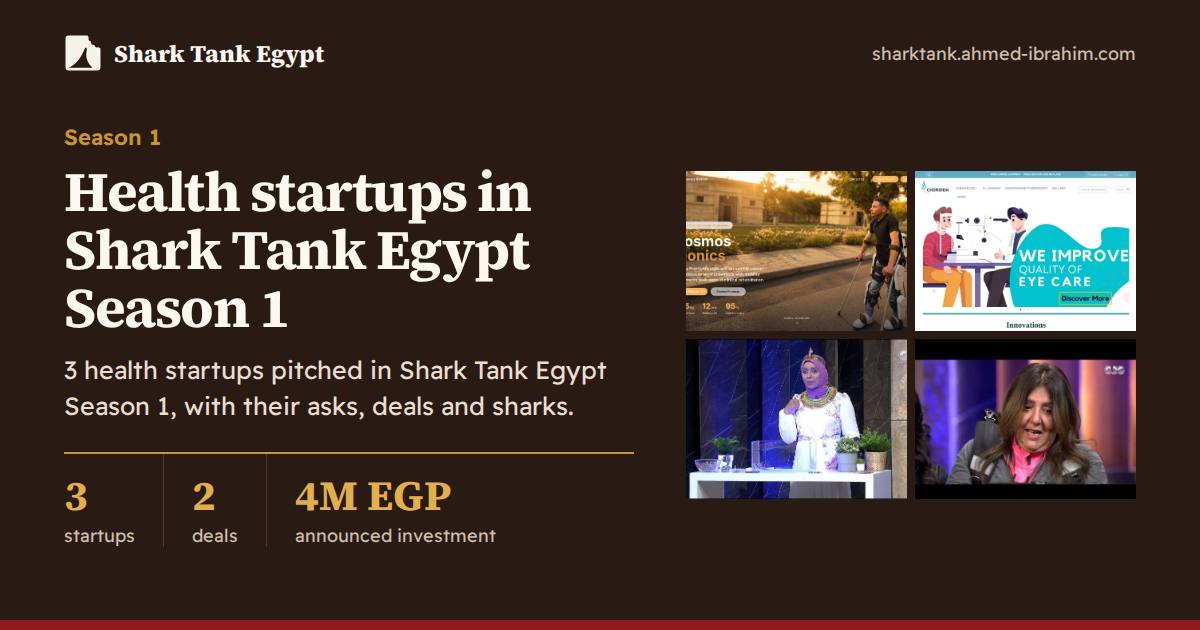 Shark Tank Egypt
sharktank.ahmed-ibrahim.com
Season 1
Health startups in
Shark Tank Egypt
Season 1
3 health startups pitched in Shark Tank Egypt
Season 1, with their asks, deals and sharks.
3
startups
2
deals
4M EGP
announced investment
osmos
onics
WE IMPROVE
QUALITY OF
EYE CARE
Discover More
Innovations